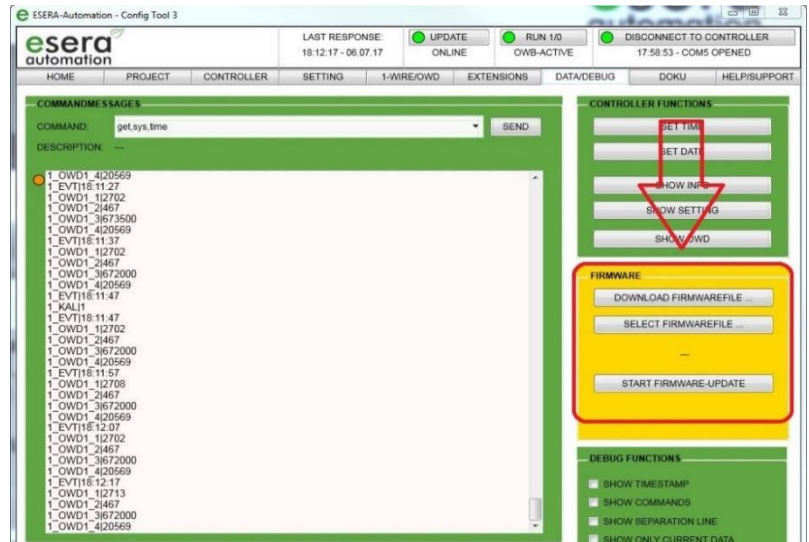 ESERA-Automation - Config Tool 3
esera
automation
LAST RESPONSE:
18:12:17 - 06.07.17
UPDATE
ONLINE
RUN 1/0
OWB-ACTIVE
DISCONNECT TO CONTROLLER
17:58:53 - COM5 OPENED
HOME PROJECT CONTROLLER SETTING 1-WIRE/OWD EXTENSIONS DATA/DEBUG DOKU HELP/SUPPORT
COMMANDMESSAGES
COMMAND: get,sys,time SEND
DESCRIPTION: ---
1_OWD1_4|20569
1_EVT|18:11:27
1_OWD1_1|2702
1_OWD1_2|467
1_OWD1_3|673500
1_OWD1_4|20569
1_EVT|18:11:37
1_OWD1_1|2702
1_OWD1_2|467
1_OWD1_3|672000
1_OWD1_4|20569
1_EVT|18:11:47
1_KAL|1
1_EVT|18:11:47
1_OWD1_1|2702
1_OWD1_2|467
1_OWD1_3|672000
1_OWD1_4|20569
1_EVT|18:11:57
1_OWD1_1|2708
1_OWD1_2|467
1_OWD1_3|672000
1_OWD1_4|20569
1_EVT|18:12:07
1_OWD1_1|2702
1_OWD1_2|467
1_OWD1_3|672000
1_OWD1_4|20569
1_EVT|18:12:17
1_OWD1_1|2713
1_OWD1_2|467
1_OWD1_3|672000
1_OWD1_4|20569
CONTROLLER FUNCTIONS
SET TIME
SET DATE
SHOW INFO
SHOW SETTING
SHOW OWD
FIRMWARE
DOWNLOAD FIRMWAREFILE ...
SELECT FIRMWAREFILE ...
---
START FIRMWARE-UPDATE
DEBUG FUNCTIONS
SHOW TIMESTAMP
SHOW COMMANDS
SHOW SEPARATION LINE
SHOW ONLY CURRENT DATA